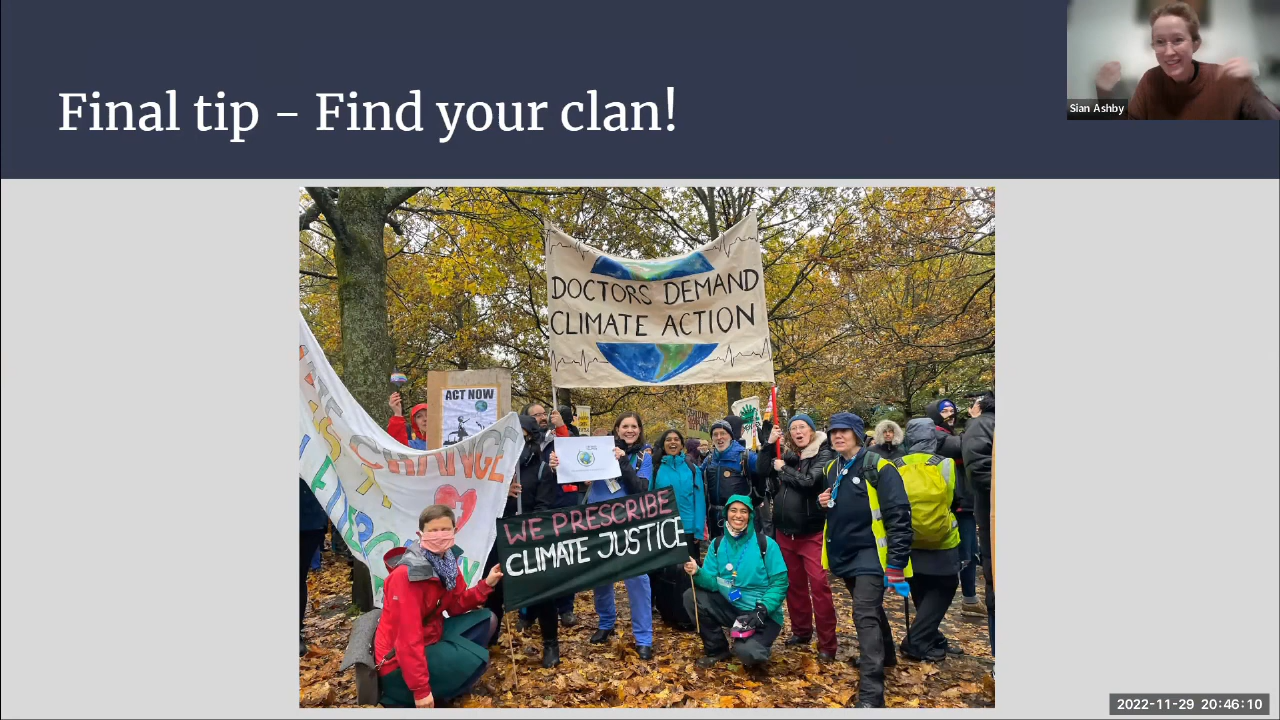 Final tip - Find your clan!
Sian Ashby
DOCTORS DEMAND
CLIMATE ACTION
ACT NOW
CHANGE
WE PRESCRIBE
CLIMATE JUSTICE
2022-11-29 20:46:10